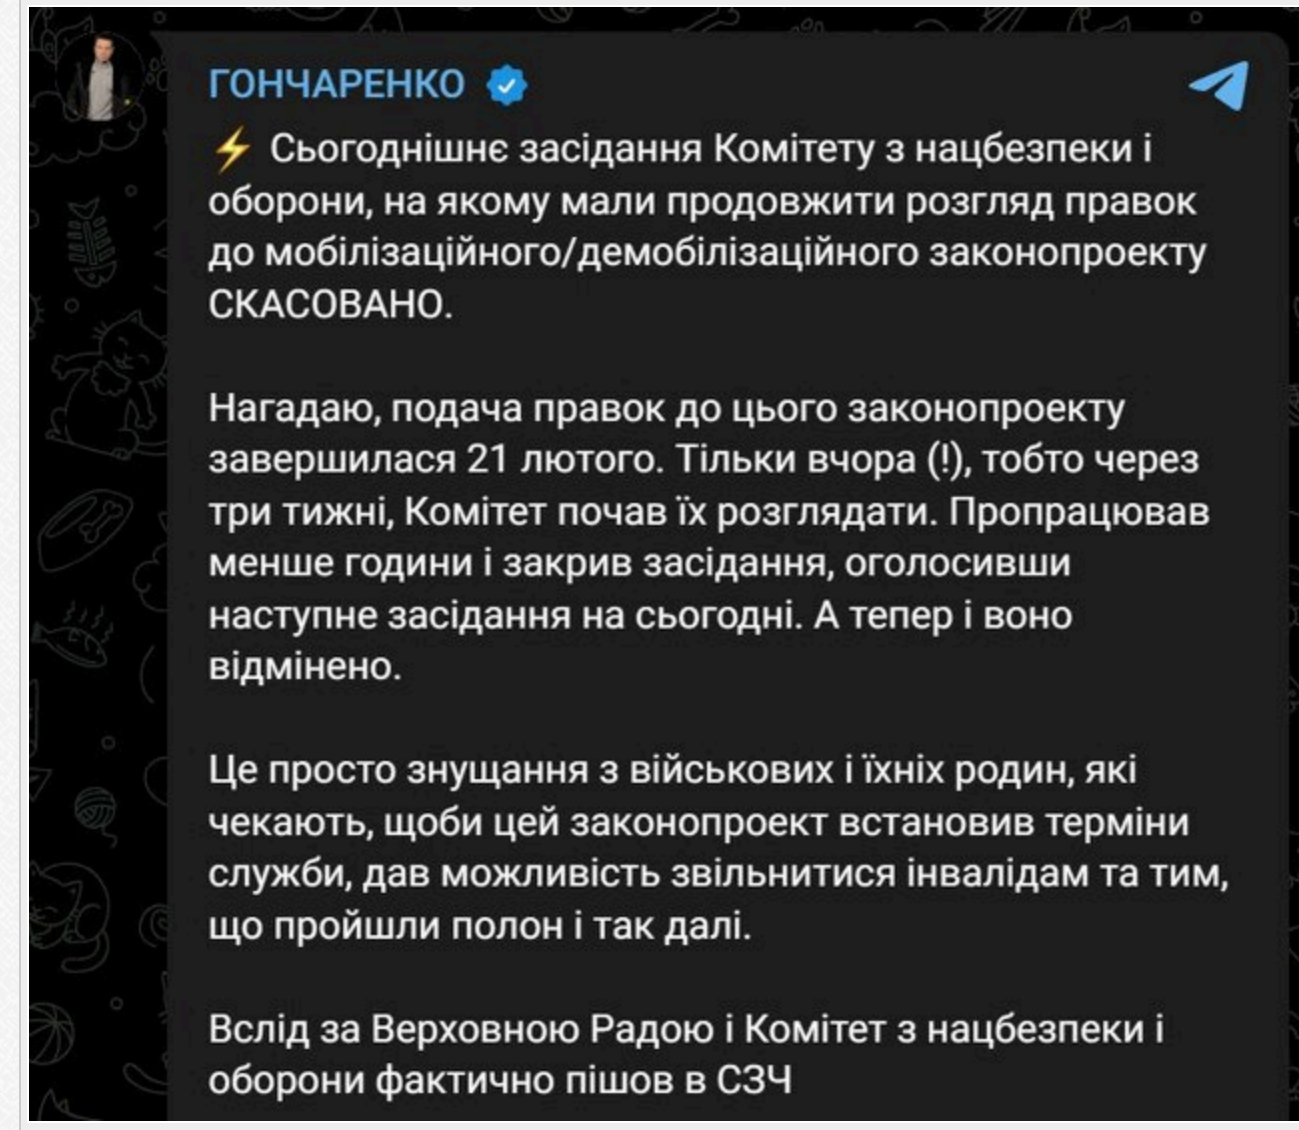 ГОНЧАРЕНКО
⚡ Сьогоднішнє засідання Комітету з нацбезпеки і
оборони, на якому мали продовжити розгляд правок
до мобілізаційного/демобілізаційного законопроекту
СКАСОВАНО.
Нагадаю, подача правок до цього законопроекту
завершилася 21 лютого. Тільки вчора (!), тобто через
три тижні, Комітет почав їх розглядати. Пропрацював
менше години і закрив засідання, оголосивши
наступне засідання на сьогодні. А тепер і воно
відмінено.
Це просто знущання з військових і їхніх родин, які
чекають, щоби цей законопроект встановив терміни
служби, дав можливість звільнитися інвалідам та тим,
що пройшли полон і так далі.
Вслід за Верховною Радою і Комітет з нацбезпеки і
оборони фактично пішов в СЗЧ